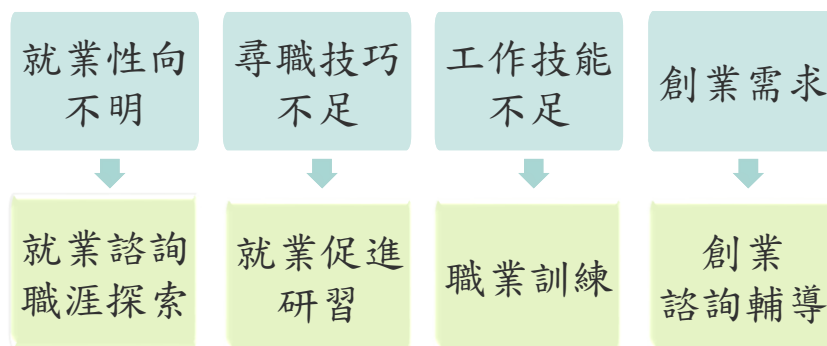 就業性向
不明
尋職技巧
不足
工作技能
不足
創業需求
就業諮詢
職涯探索
就業促進
研習
職業訓練
創業
諮詢輔導